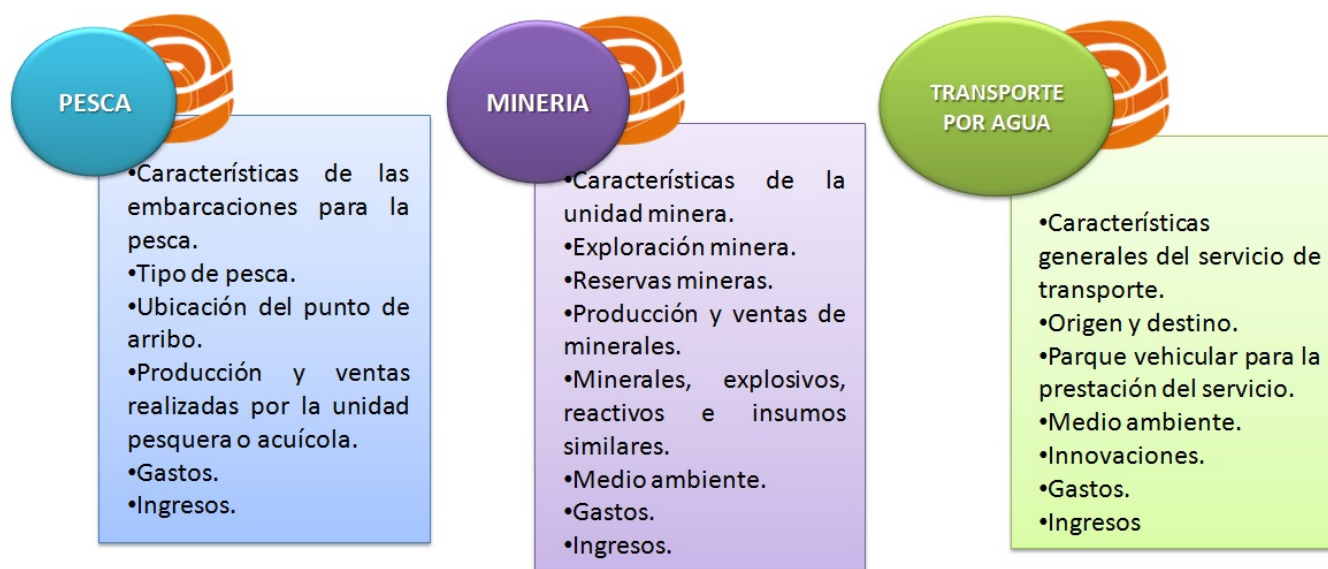 PESCA
•Características de las
embarcaciones para la
pesca.
•Tipo de pesca.
•Ubicación del punto de
arribo.
•Producción y ventas
realizadas por la unidad
pesquera o acuícola.
•Gastos.
•Ingresos.
MINERIA
•Características de la
unidad minera.
•Exploración minera.
•Reservas mineras.
•Producción y ventas de
minerales.
•Minerales, explosivos,
reactivos e insumos
similares.
•Medio ambiente.
•Gastos.
•Ingresos.
TRANSPORTE
POR AGUA
•Características
generales del servicio de
transporte.
•Origen y destino.
•Parque vehicular para la
prestación del servicio.
•Medio ambiente.
•Innovaciones.
•Gastos.
•Ingresos